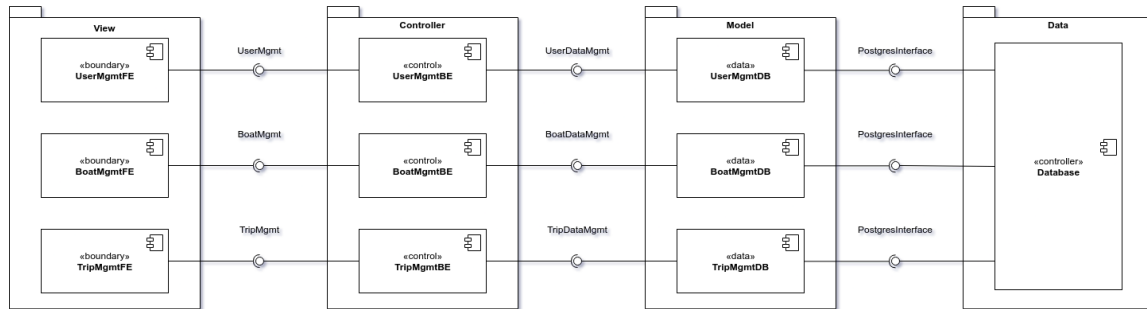 View
Controller
Model
Data
«boundary»
UserMgmtFE
UserMgmt
«control»
UserMgmtBE
UserDataMgmt
«data»
UserMgmtDB
PostgresInterface
«boundary»
BoatMgmtFE
BoatMgmt
«control»
BoatMgmtBE
BoatDataMgmt
«data»
BoatMgmtDB
PostgresInterface
«controller»
Database
«boundary»
TripMgmtFE
TripMgmt
«control»
TripMgmtBE
TripDataMgmt
«data»
TripMgmtDB
PostgresInterface